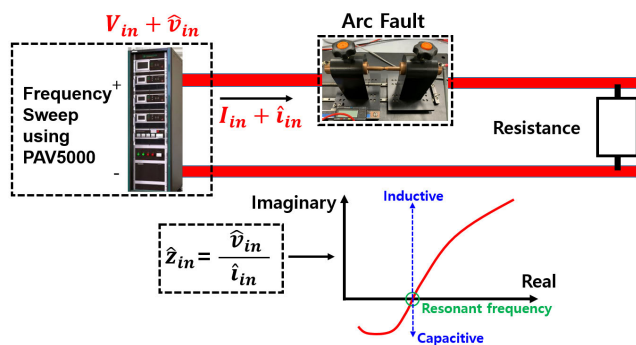 V_in + v̂_in
Arc Fault
Frequency
Sweep
using
PAV5000
+
-
I_in + î_in
Resistance
ẑ_in = v̂_in / î_in
Imaginary
Inductive
Real
Resonant frequency
Capacitive